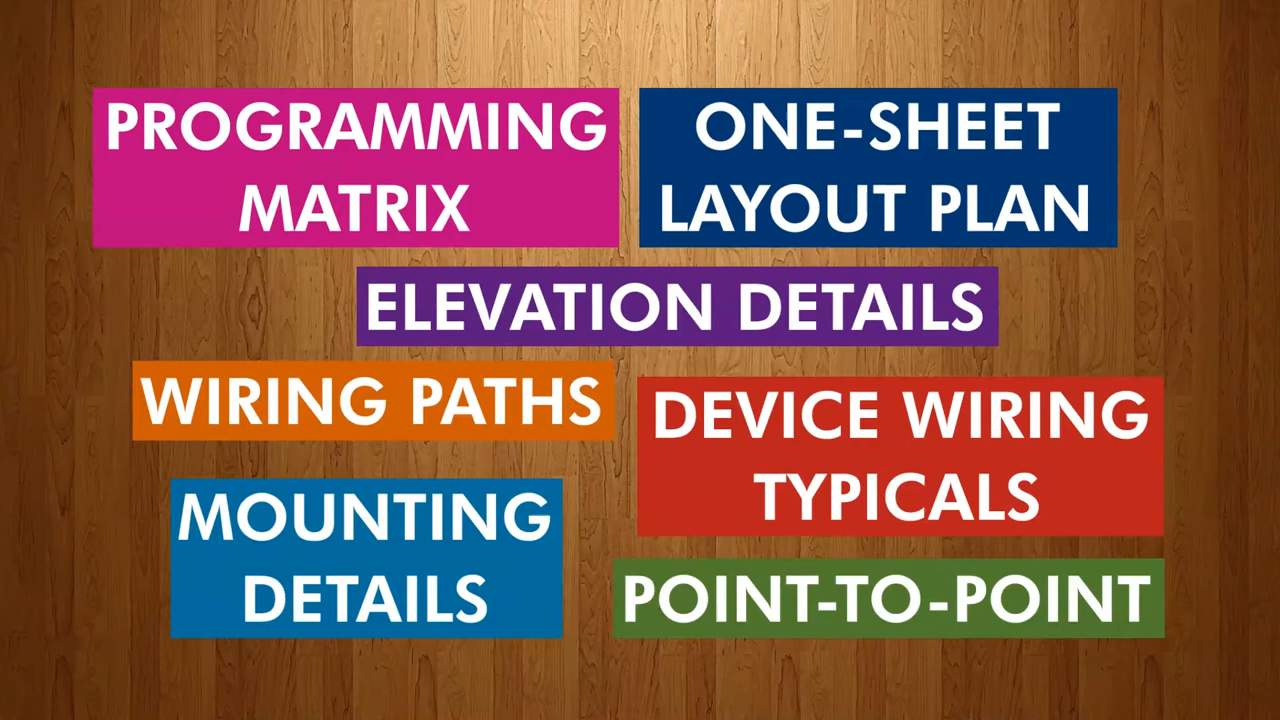 PROGRAMMING
MATRIX
ONE-SHEET
LAYOUT PLAN
ELEVATION DETAILS
WIRING PATHS
DEVICE WIRING
TYPICALS
MOUNTING
DETAILS
POINT-TO-POINT